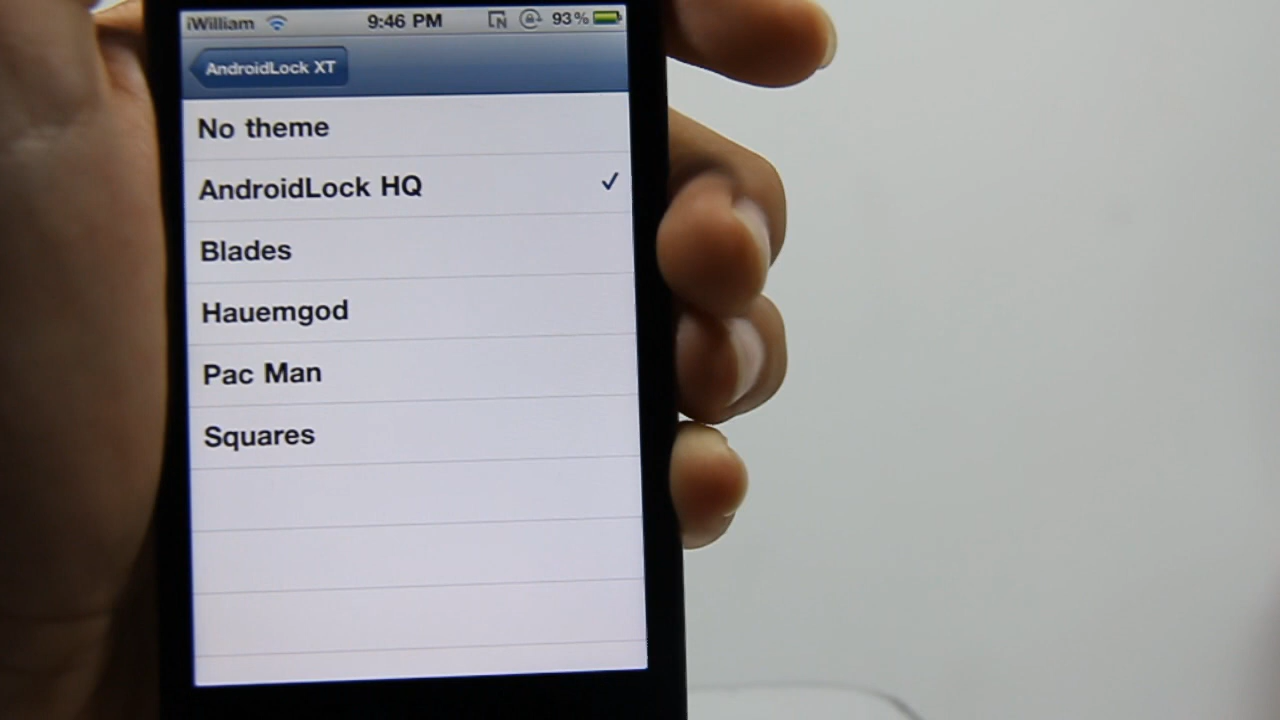 iWilliam 9:46 PM 93%
AndroidLock XT
No theme
AndroidLock HQ
Blades
Hauemgod
Pac Man
Squares